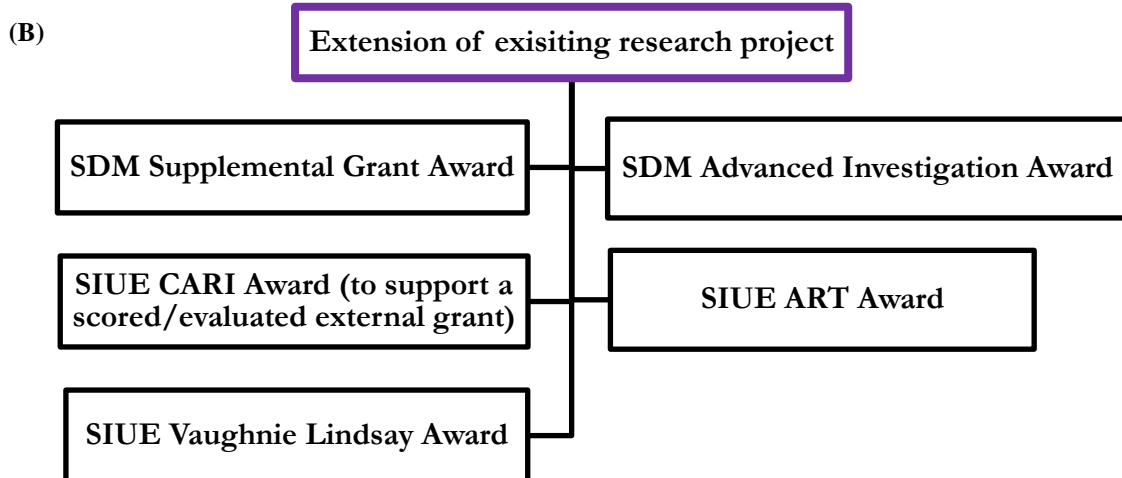 (B)
Extension of exisiting research project
SDM Supplemental Grant Award
SDM Advanced Investigation Award
SIUE CARI Award (to support a
scored/evaluated external grant)
SIUE ART Award
SIUE Vaughnie Lindsay Award